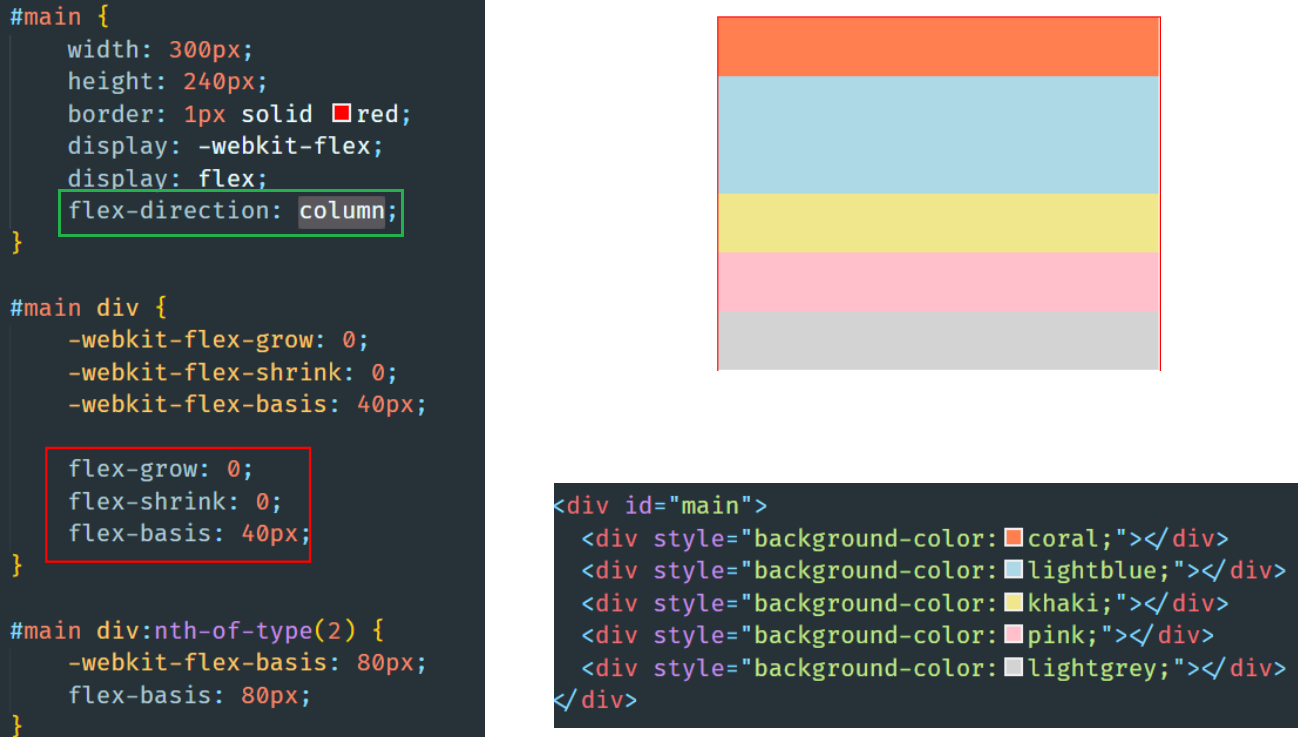 #main {
    width: 300px;
    height: 240px;
    border: 1px solid red;
    display: -webkit-flex;
    display: flex;
    flex-direction: column;
}

#main div {
    -webkit-flex-grow: 0;
    -webkit-flex-shrink: 0;
    -webkit-flex-basis: 40px;

    flex-grow: 0;
    flex-shrink: 0;
    flex-basis: 40px;
}

#main div:nth-of-type(2) {
    -webkit-flex-basis: 80px;
    flex-basis: 80px;
}

<div id="main">
  <div style="background-color:coral;"></div>
  <div style="background-color:lightblue;"></div>
  <div style="background-color:khaki;"></div>
  <div style="background-color:pink;"></div>
  <div style="background-color:lightgrey;"></div>
</div>